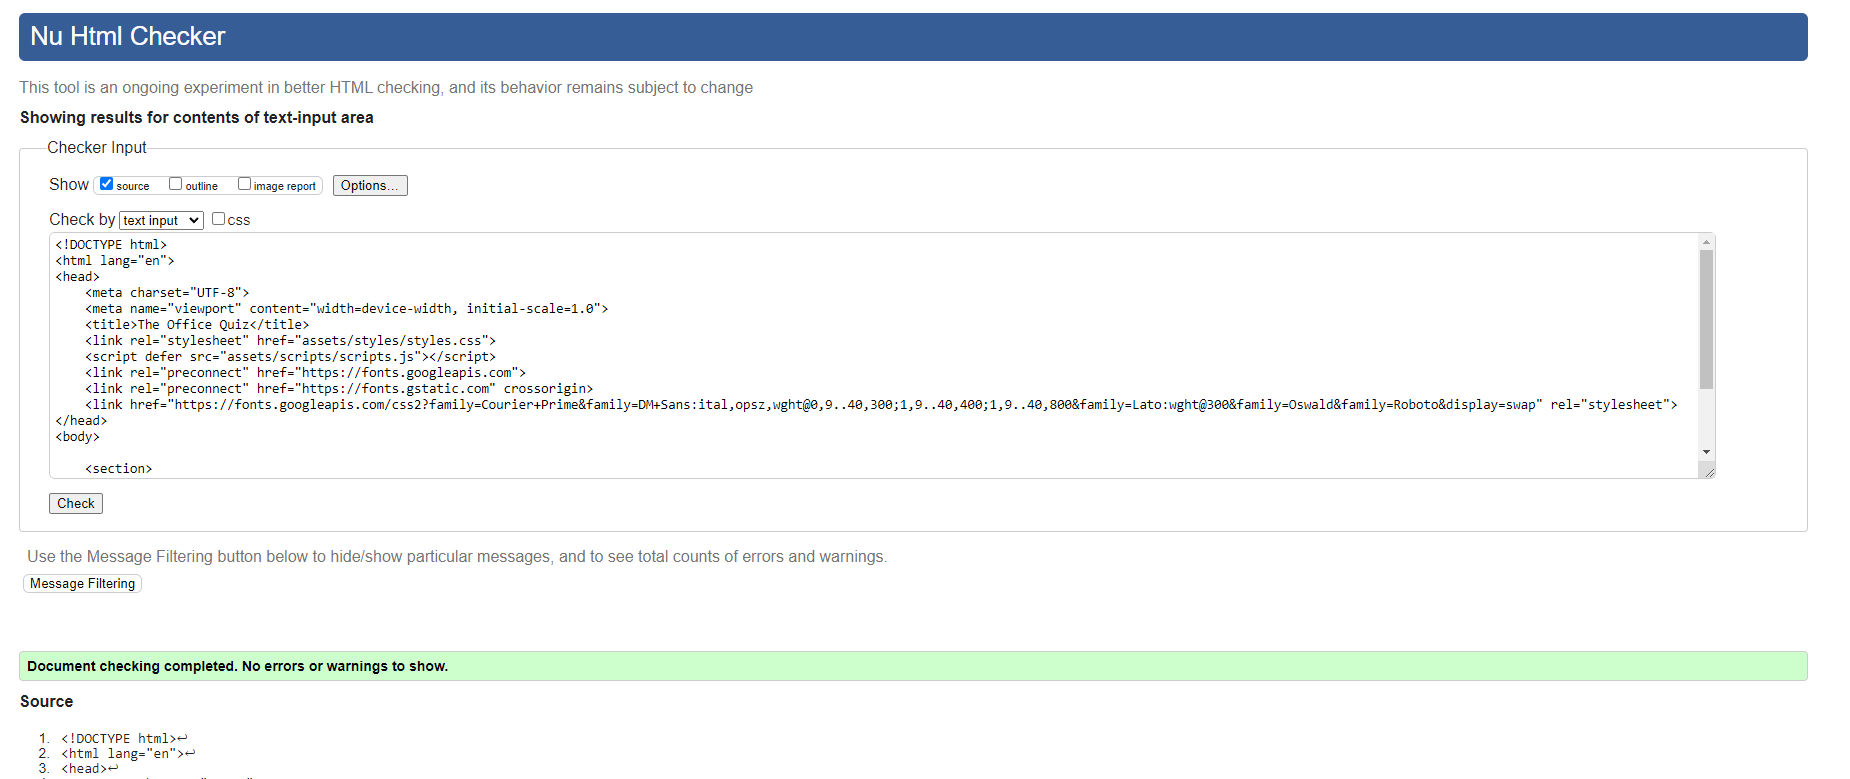 Nu Html Checker
This tool is an ongoing experiment in better HTML checking, and its behavior remains subject to change
Showing results for contents of text-input area
Checker Input
Show source outline image report Options...
Check by text input css
<!DOCTYPE html>
<html lang="en">
<head>
    <meta charset="UTF-8">
    <meta name="viewport" content="width=device-width, initial-scale=1.0">
    <title>The Office Quiz</title>
    <link rel="stylesheet" href="assets/styles/styles.css">
    <script defer src="assets/scripts/scripts.js"></script>
    <link rel="preconnect" href="https://fonts.googleapis.com">
    <link rel="preconnect" href="https://fonts.gstatic.com" crossorigin>
    <link href="https://fonts.googleapis.com/css2?family=Courier+Prime&family=DM+Sans:ital,opsz,wght@0,9..40,300;1,9..40,400;1,9..40,800&family=Lato:wght@300&family=Oswald&family=Roboto&display=swap" rel="stylesheet">
</head>
<body>
    <section>
Check
Use the Message Filtering button below to hide/show particular messages, and to see total counts of errors and warnings.
Message Filtering
Document checking completed. No errors or warnings to show.
Source
1. <!DOCTYPE html>↩
2. <html lang="en">↩
3. <head>↩